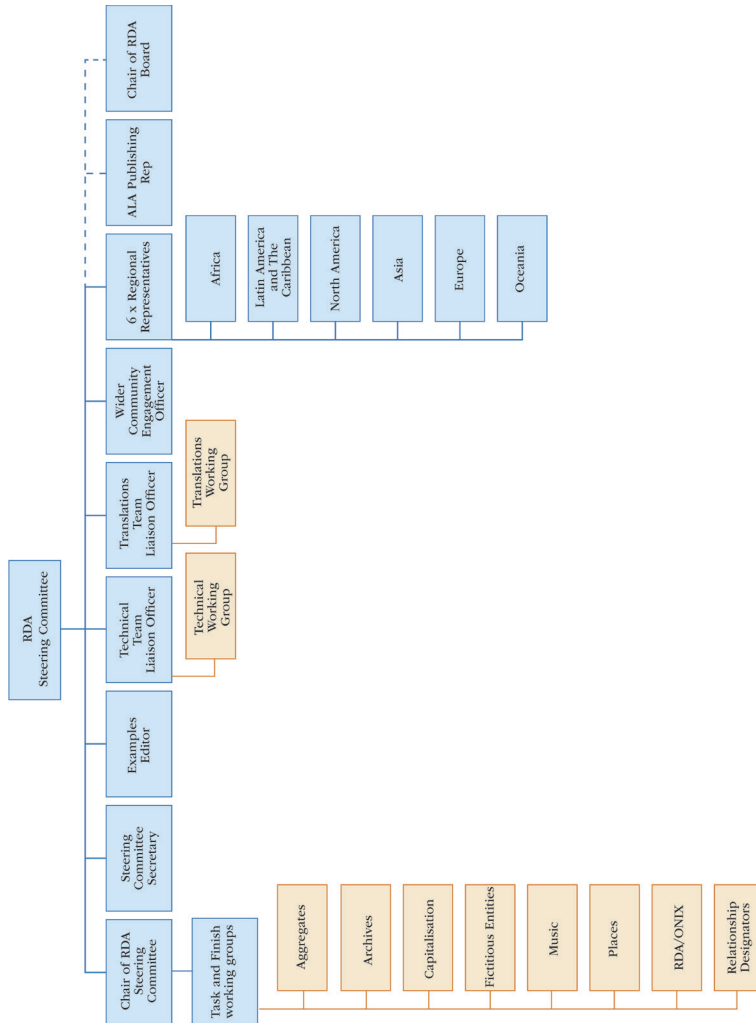 RDA
Steering Committee
Chair of RDA
Steering
Committee
Steering
Committee
Secretary
Examples
Editor
Technical
Team
Liaison Officer
Translations
Team
Liaison Officer
Wider
Community
Engagement
Officer
6 x Regional
Representatives
ALA Publishing
Rep
Chair of RDA
Board
Task and Finish
working groups
Technical
Working
Group
Translations
Working
Group
Africa
Latin America
and The
Caribbean
North America
Asia
Europe
Oceania
Aggregates
Archives
Capitalisation
Fictitious Entities
Music
Places
RDA/ONIX
Relationship
Designators